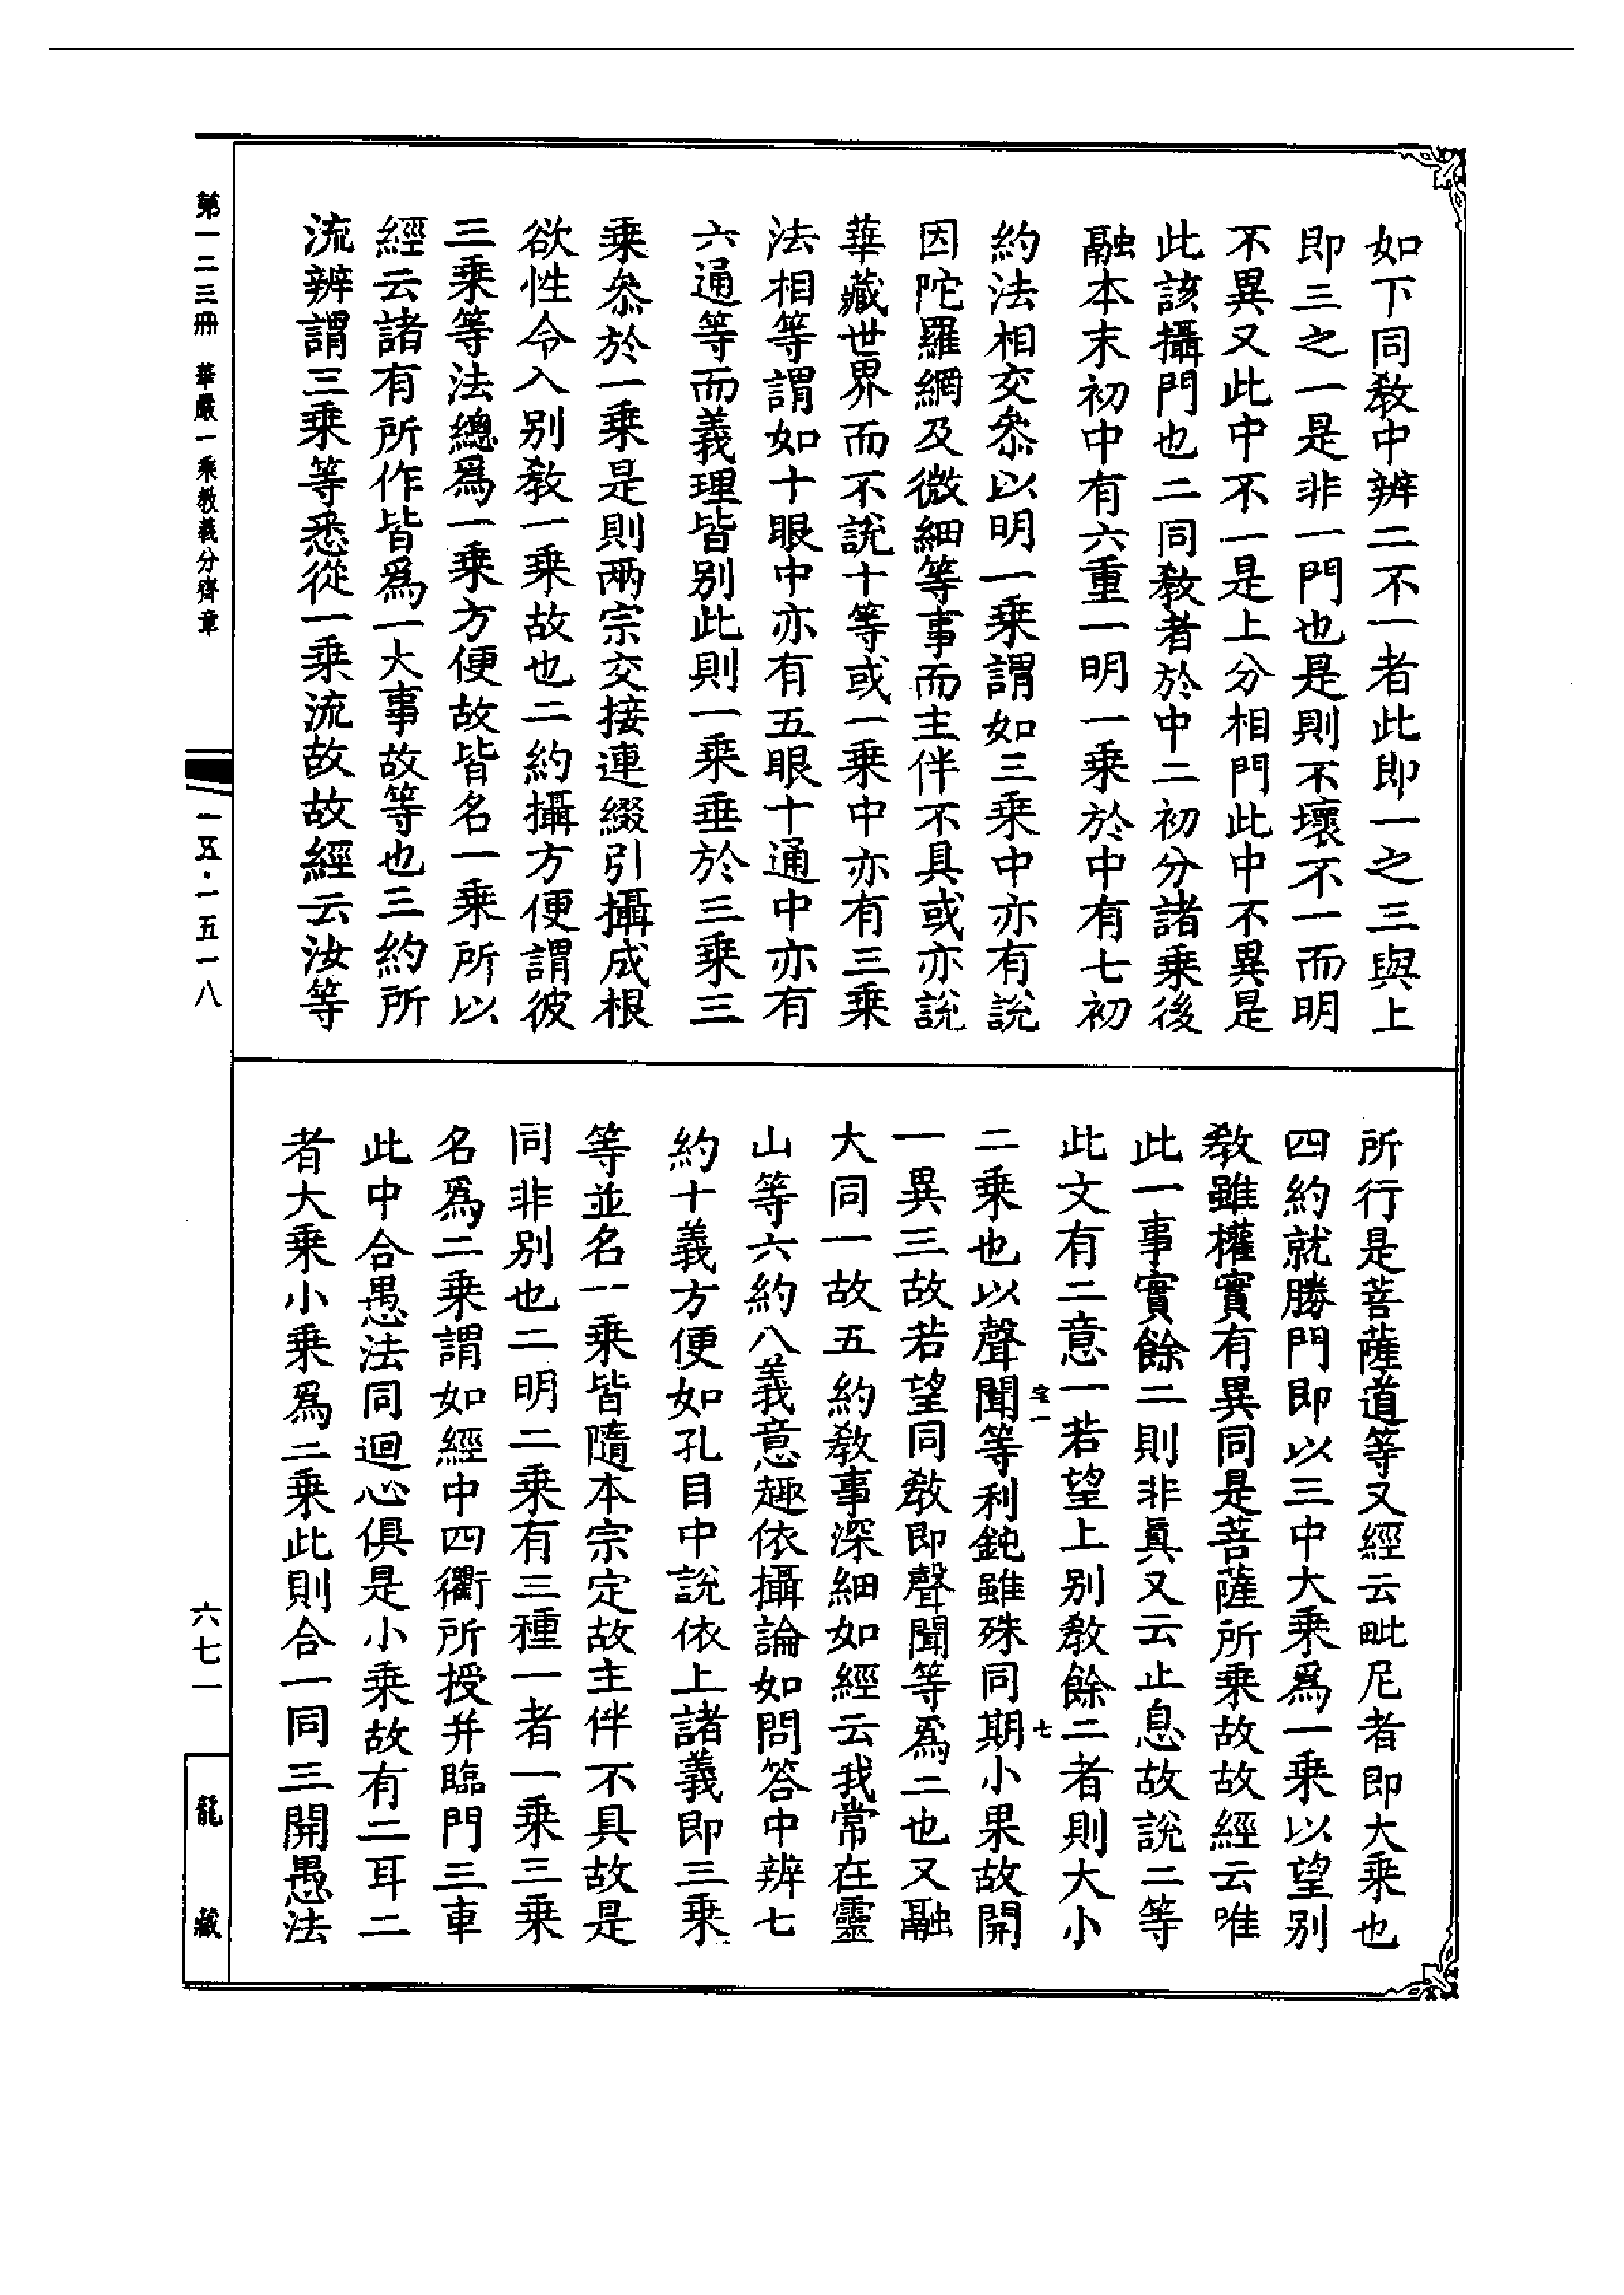 如下同教中辨二不一者此即一之三與上
即三之一是非一門也是則不壞不一而明
不異又此中不一是上分相門此中不異是
此該攝門也二同教者於中二初分諸乘後
融本末初中有六重一明一乘於中有七初
約法相交叅以明一乘謂如三乘中亦有說
因陀羅網及微細等事而主伴不具或亦說
華藏世界而不說十等或一乘中亦有三乘
法相等謂如十眼中亦有五眼十通中亦有
六通等而義理皆別此則一乘垂於三乘三
乘叅於一乘是則兩宗交接連綴引攝成根
欲性令入別教一乘故也二約攝方便謂彼
三乘等法總爲一乘方便故皆名一乘所以
經云諸有所作皆爲一大事故等也三約所
流辨謂三乘等悉從一乘流故故經云汝等
所行是菩薩道等又經云毗尼者即大乘也
四約就勝門即以三中大乘爲一乘以望別
教雖權實有異同是菩薩所乘故故經云唯
此一事實餘二則非眞又云止息故說二等
此文有二意一若望上別教餘二者則大小
定一 七
二乘也以聲聞等利鈍雖殊同期小果故開
一異三故若望同教即聲聞等爲二也又融
大同一故五約教事深細如經云我常在靈
山等六約八義意趣依攝論如問答中辨七
約十義方便如孔目中說依上諸義即三乘
等並名一乘皆隨本宗定故主伴不具故是
同非別也二明二乘有三種一者一乘三乘
名爲二乘謂如經中四衢所授并臨門三車
此中合愚法同迴心俱是小乘故有二耳二
者大乘小乘爲二乘此則合一同三開愚法
第一二三冊 華嚴一乘教義分齊章
一五·一五一八
六七一
龍藏